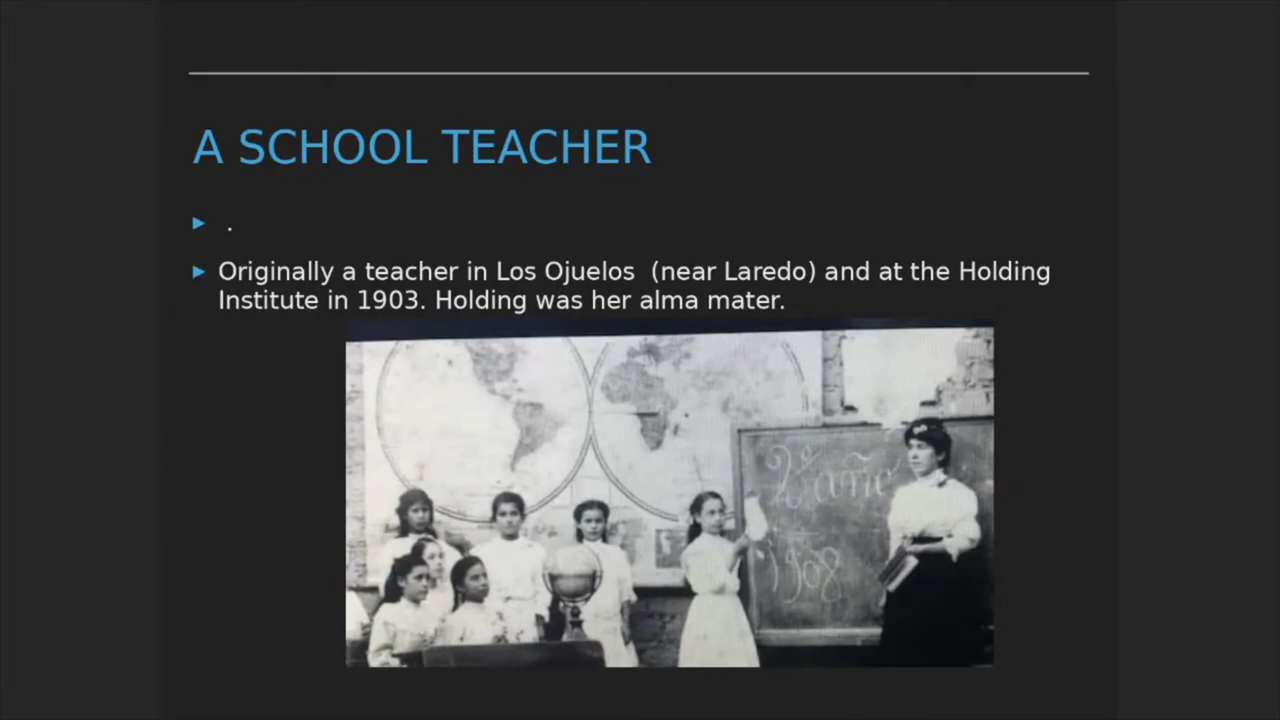 A SCHOOL TEACHER
.
Originally a teacher in Los Ojuelos  (near Laredo) and at the Holding
Institute in 1903. Holding was her alma mater.
2º año
1908